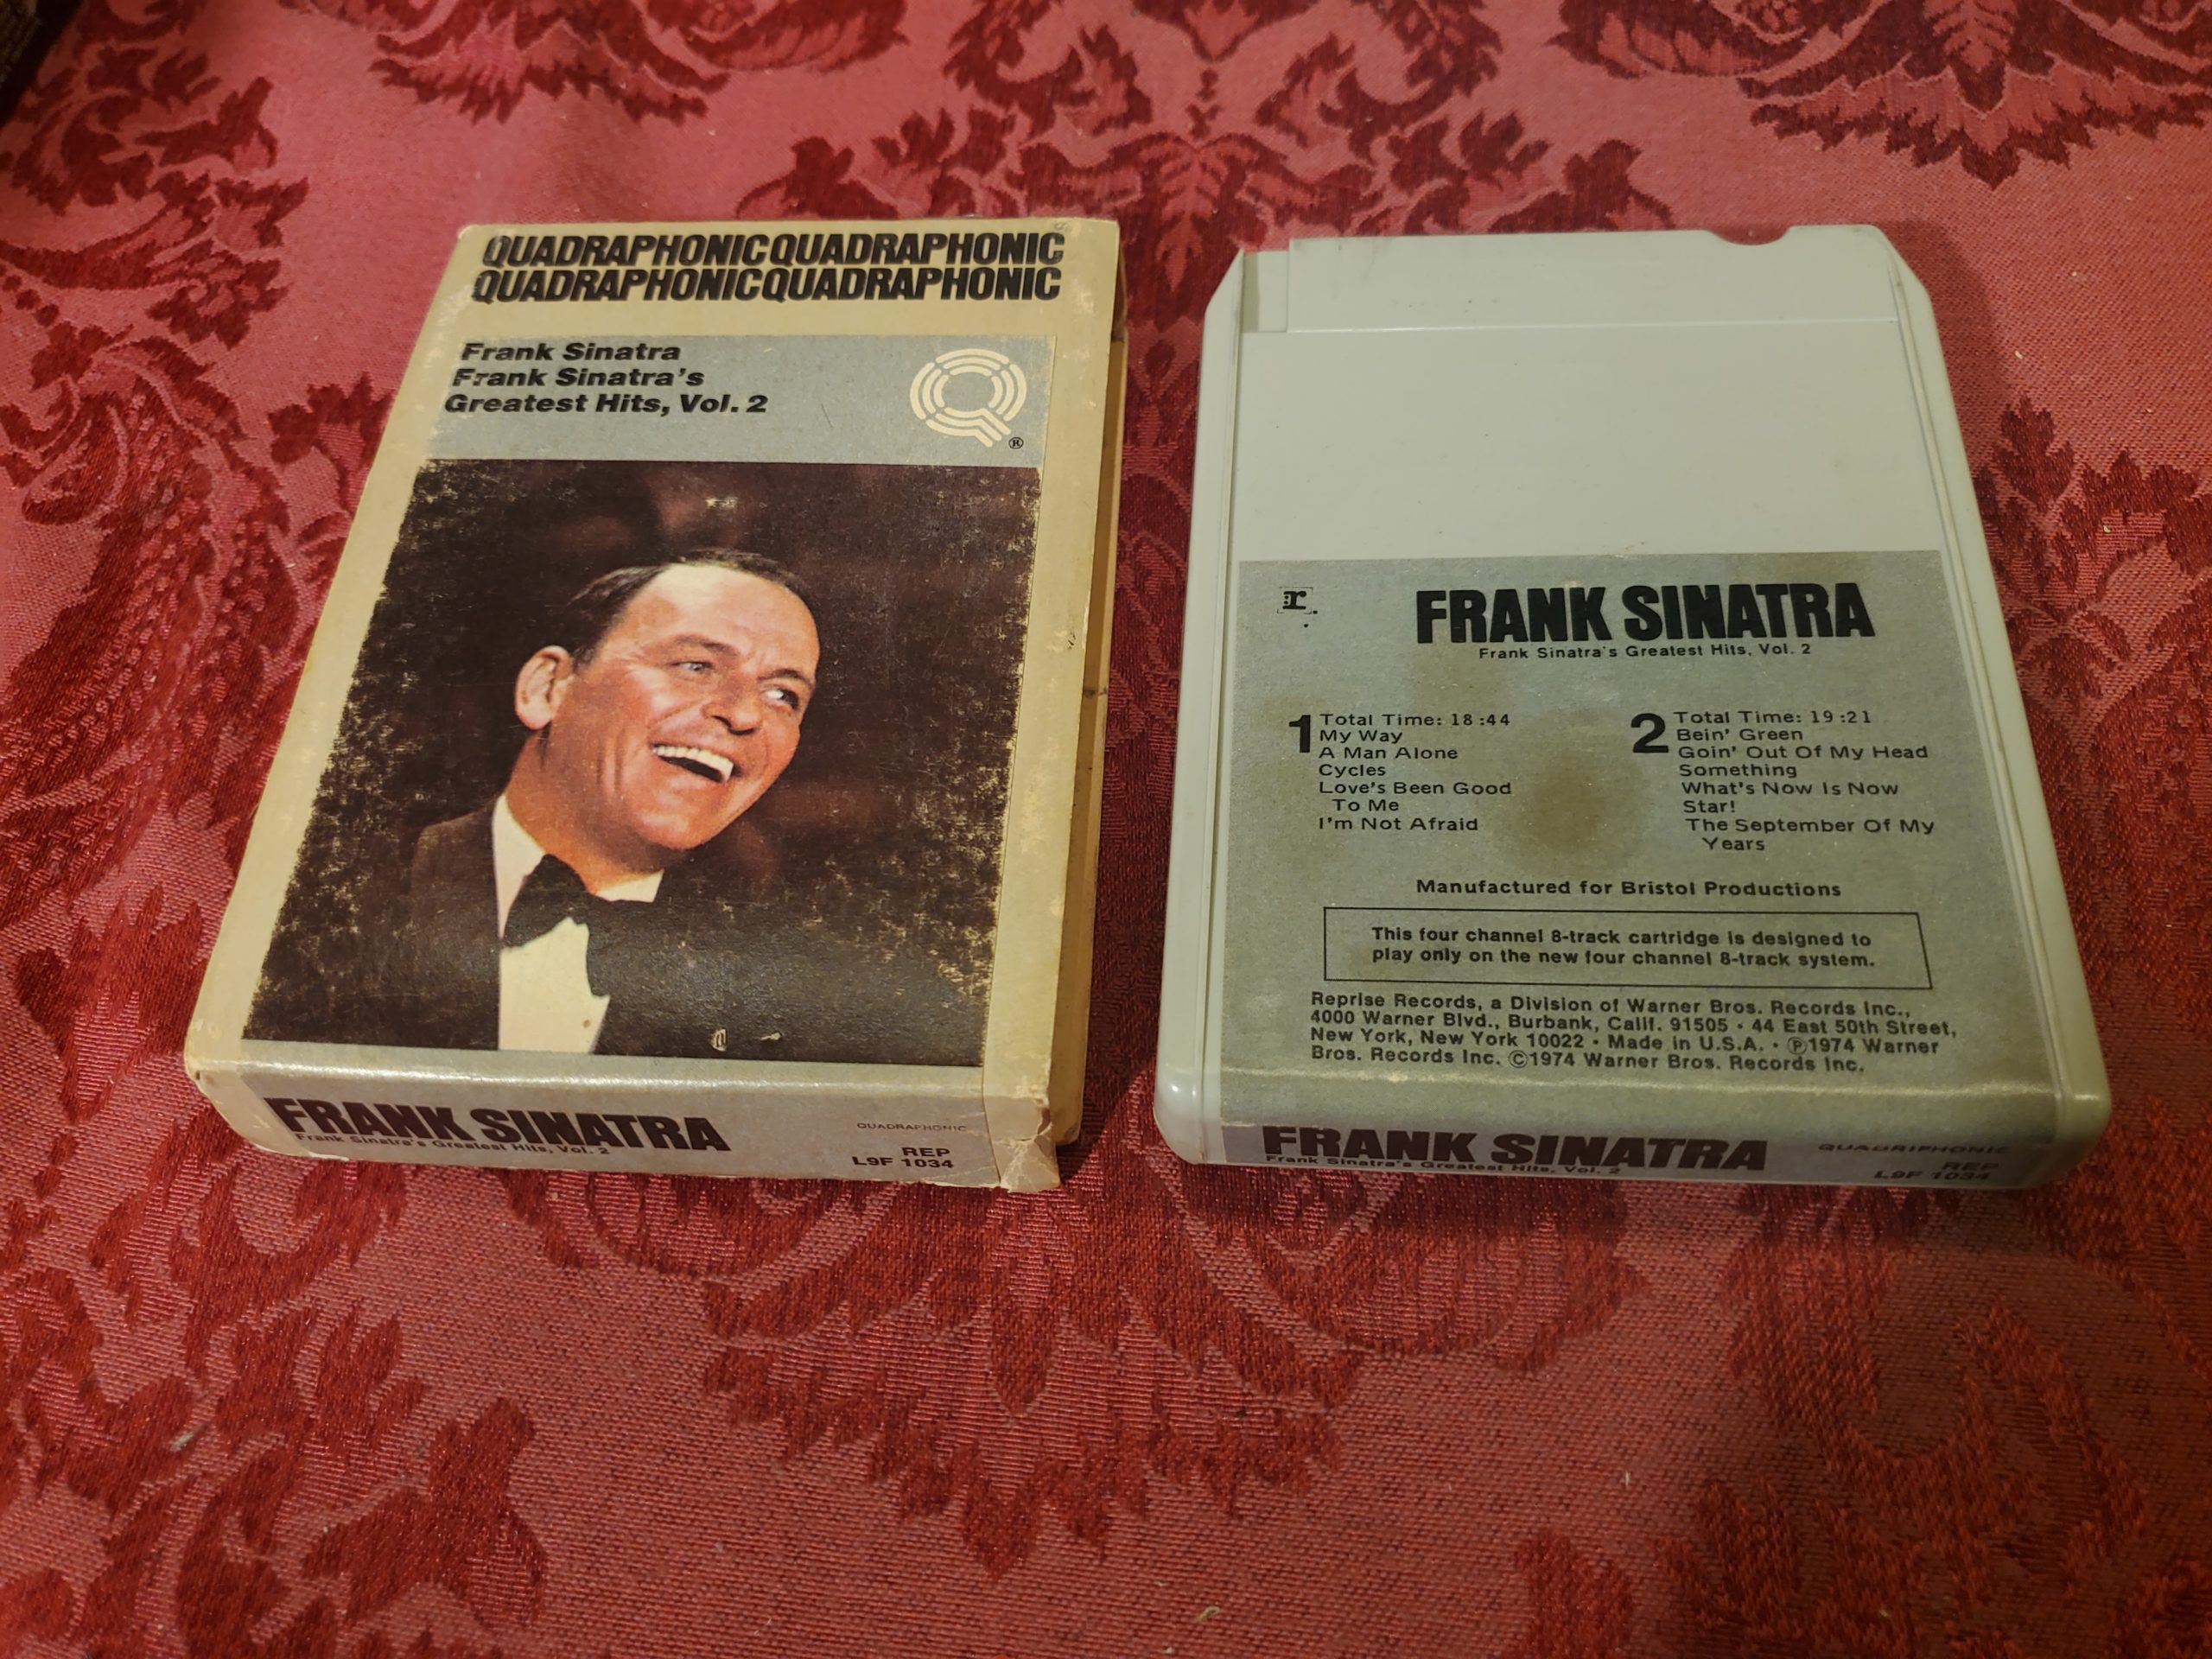 QUADRAPHONIC QUADRAPHONIC
QUADRAPHONIC QUADRAPHONIC
Frank Sinatra
Frank Sinatra's
Greatest Hits, Vol. 2
Q
®
FRANK SINATRA
Frank Sinatra's Greatest Hits, Vol. 2
QUADRAPHONIC
REP
L9F 1034
r:
FRANK SINATRA
Frank Sinatra's Greatest Hits, Vol. 2
1 Total Time: 18:44
My Way
A Man Alone
Cycles
Love's Been Good
To Me
I'm Not Afraid
2 Total Time: 19:21
Bein' Green
Goin' Out Of My Head
Something
What's Now Is Now
Star!
The September Of My
Years
Manufactured for Bristol Productions
This four channel 8-track cartridge is designed to
play only on the new four channel 8-track system.
Reprise Records, a Division of Warner Bros. Records Inc.,
4000 Warner Blvd., Burbank, Calif. 91505 • 44 East 50th Street,
New York, New York 10022 • Made in U.S.A. • ℗1974 Warner
Bros. Records Inc. ©1974 Warner Bros. Records Inc.
FRANK SINATRA
Frank Sinatra's Greatest Hits, Vol. 2
QUADRIPHONIC
REP
L9F 1034